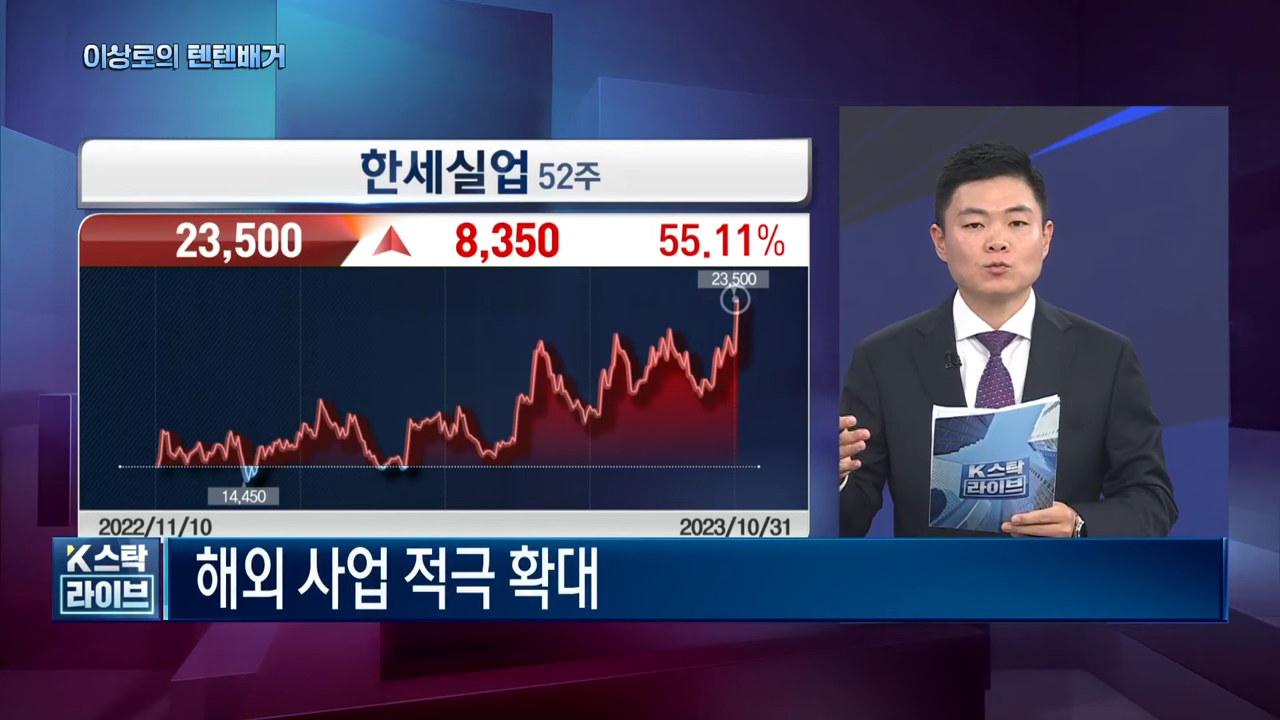 이상로의 텐텐배거
한세실업 52주
23,500 8,350 55.11%
23,500
14,450
2022/11/10 2023/10/31
K스탁
라이브
해외 사업 적극 확대
K스탁
라이브